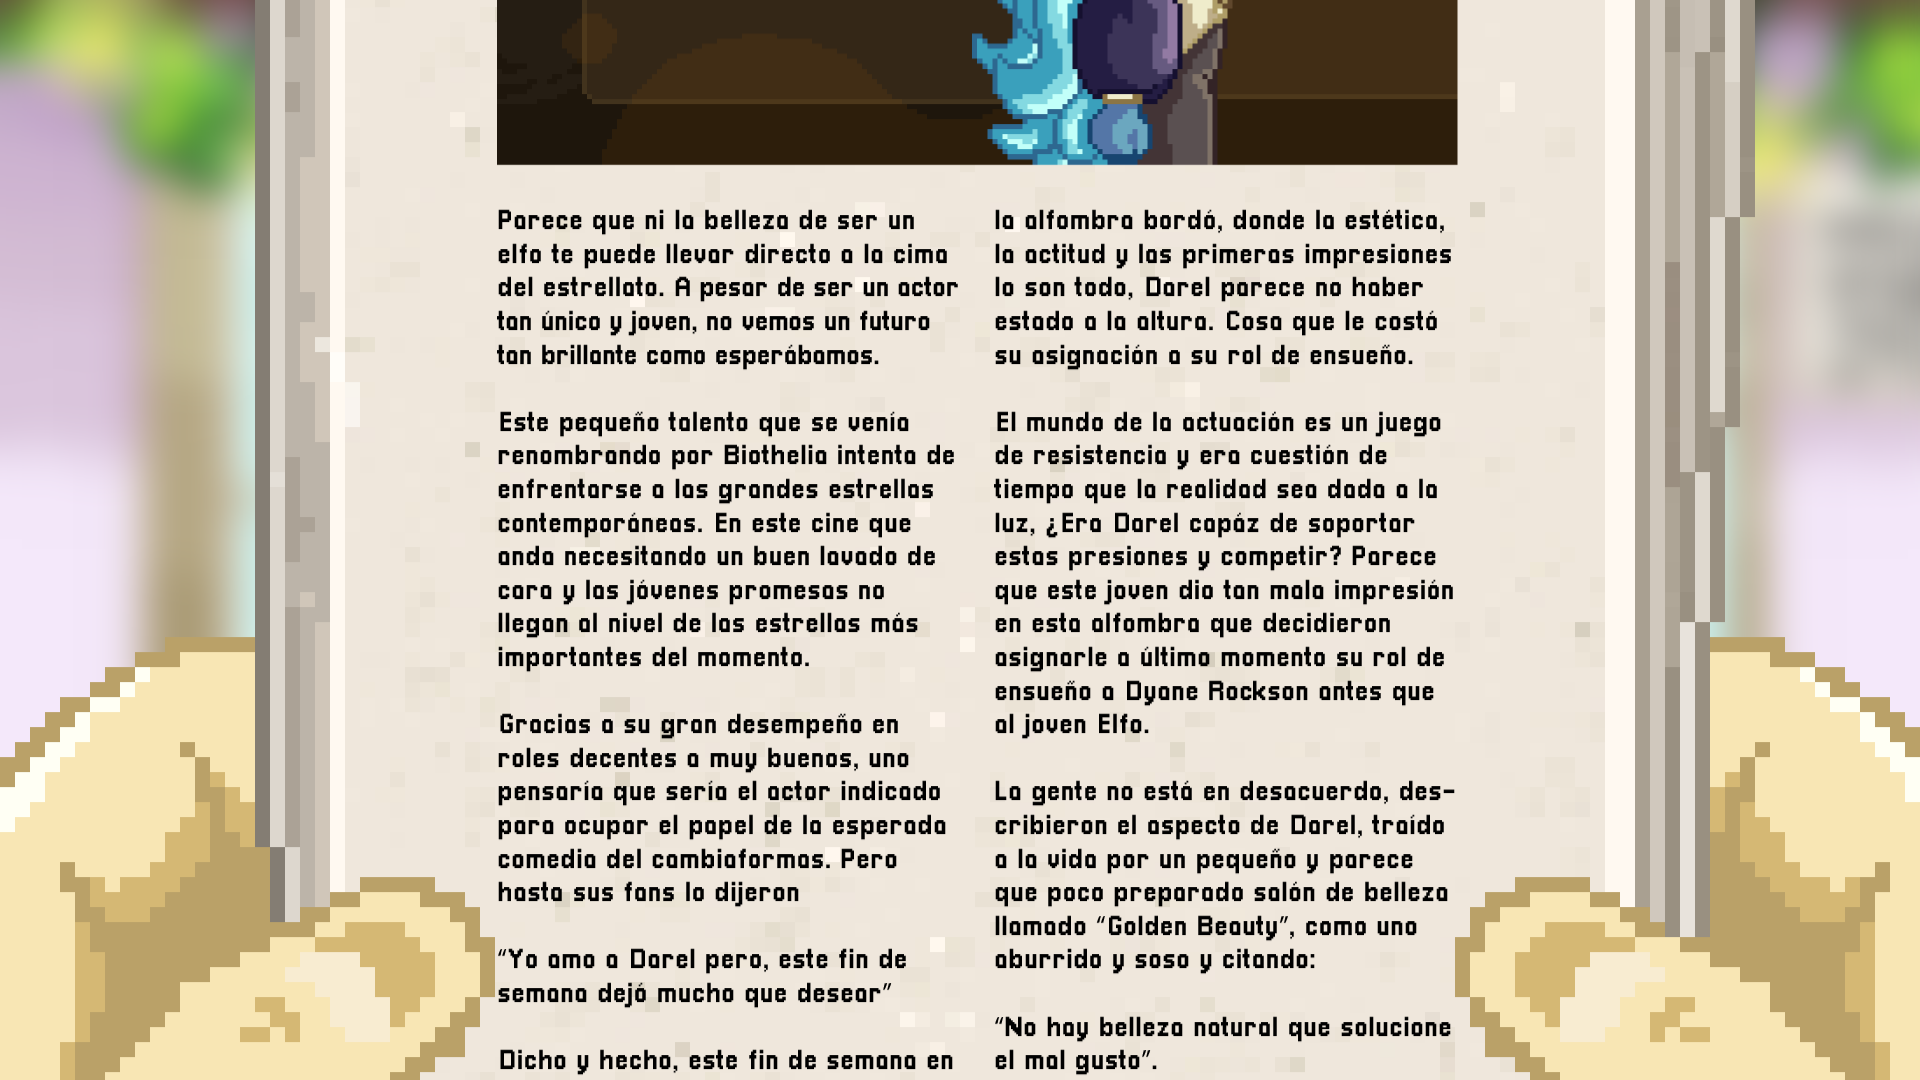 Parece que ni la belleza de ser un
elfo te puede llevar directo a la cima
del estrellato. A pesar de ser un actor
tan único y joven, no vemos un futuro
tan brillante como esperábamos.
Este pequeño talento que se venía
renombrando por Biothelia intenta de
enfrentarse a las grandes estrellas
contemporáneas. En este cine que
anda necesitando un buen lavado de
cara y las jóvenes promesas no
llegan al nivel de las estrellas más
importantes del momento.
Gracias a su gran desempeño en
roles decentes a muy buenos, uno
pensaría que sería el actor indicado
para ocupar el papel de la esperada
comedia del cambiaformas. Pero
hasta sus fans lo dijeron
“Yo amo a Darel pero, este fin de
semana dejó mucho que desear”
Dicho y hecho, este fin de semana en
la alfombra bordó, donde la estética,
la actitud y las primeras impresiones
lo son todo, Darel parece no haber
estado a la altura. Cosa que le costó
su asignación a su rol de ensueño.
El mundo de la actuación es un juego
de resistencia y era cuestión de
tiempo que la realidad sea dada a la
luz, ¿Era Darel capáz de soportar
estas presiones y competir? Parece
que este joven dio tan mala impresión
en esta alfombra que decidieron
asignarle a último momento su rol de
ensueño a Dyane Rockson antes que
al joven Elfo.
La gente no está en desacuerdo, des-
cribieron el aspecto de Darel, traído
a la vida por un pequeño y parece
que poco preparado salón de belleza
llamado “Golden Beauty”, como uno
aburrido y soso y citando:
“No hay belleza natural que solucione
el mal gusto”.